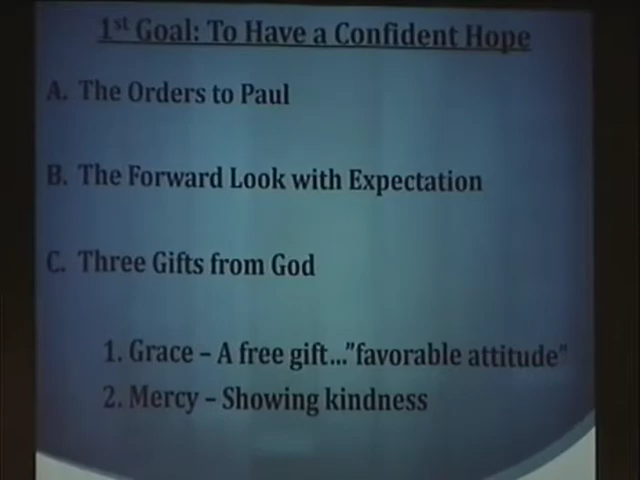 1st Goal: To Have a Confident Hope
A. The Orders to Paul
B. The Forward Look with Expectation
C. Three Gifts from God
1. Grace – A free gift..."favorable attitude"
2. Mercy – Showing kindness